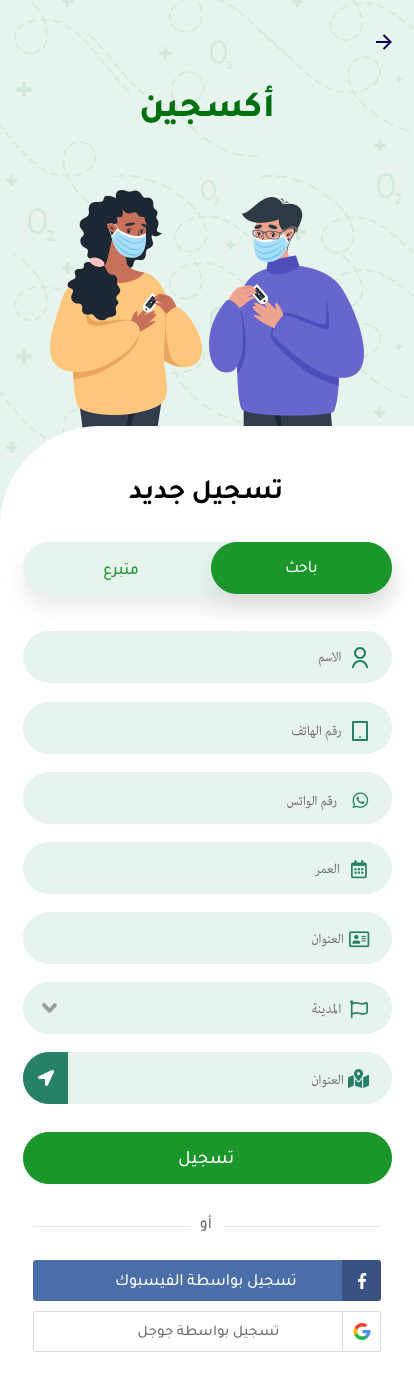 أكسجين
تسجيل جديد
باحث
متبرع
الاسم
رقم الهاتف
رقم الواتس
العمر
العنوان
المدينة
العنوان
تسجيل
أو
تسجيل بواسطة الفيسبوك
تسجيل بواسطة جوجل